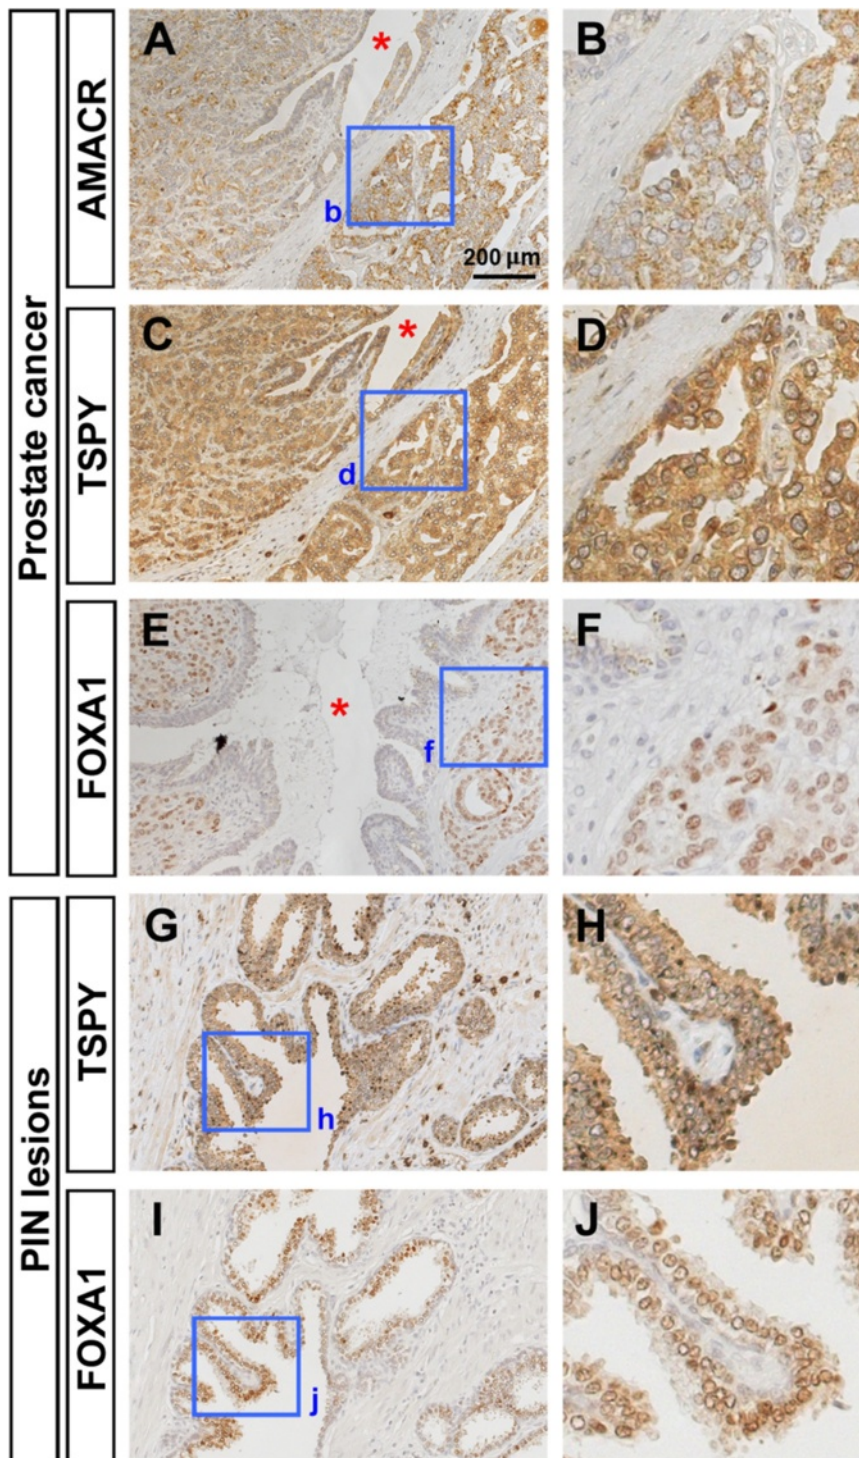 Prostate cancer
AMACR
A
*
b
200 μm
B
TSPY
C
*
d
D
FOXA1
E
*
f
F
PIN lesions
TSPY
G
h
H
FOXA1
I
j
J